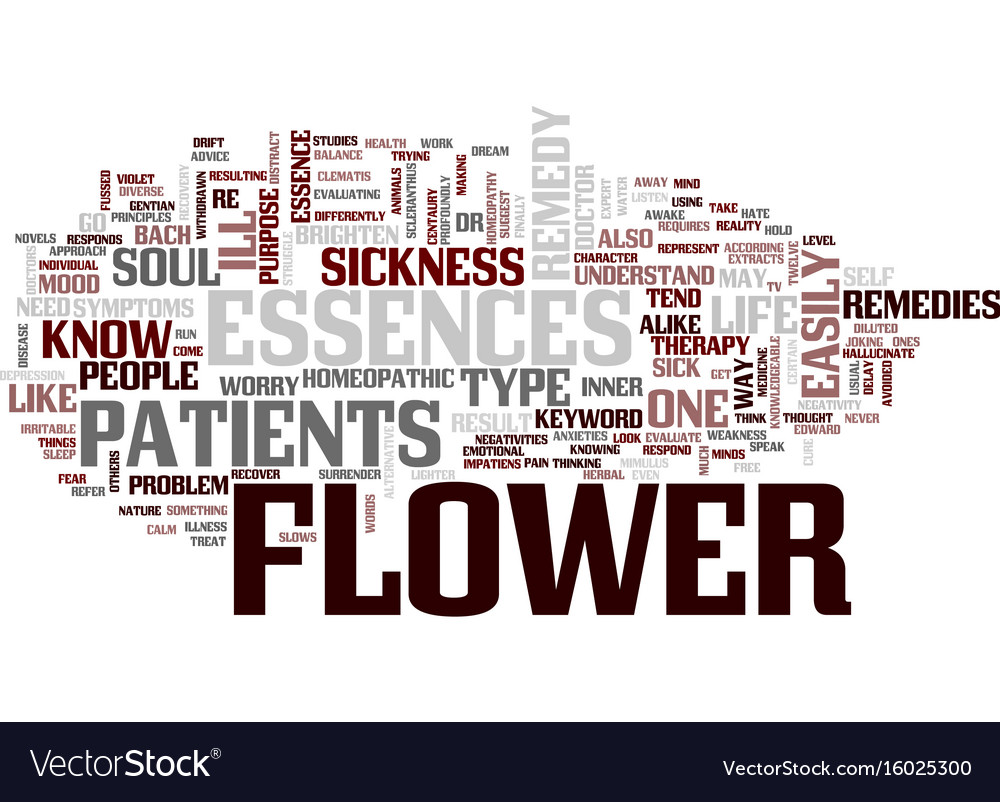 DRIFT
ADVICE
STUDIES
HEALTH
WORK
BALANCE
TRYING
DREAM
DISTRACT
ESSENCE
REMEDY
FUSSED
VIOLET
DIVERSE
GENTIAN
PRINCIPLES
RECOVERY
WITHDRAWN
RESULTING
RE
CLEMATIS
EVALUATING
DIFFERENTLY
ANIMALS
SCLERANTHUS
CENTAURY
PROFOUNDLY
MAKING
DR
HOMEOPATHY
SUGGEST
FINALLY
DOCTOR
EXPERT
WATER
AWAY
MIND
LISTEN
USING
AWAKE
TAKE
HATE
REQUIRES
REALITY
HOLD
GO
BACH
ILL
PURPOSE
STRUGGLE
BRIGHTEN
NOVELS
RESPONDS
APPROACH
DOCTORS
INDIVIDUAL
MOOD
SOUL
SICKNESS
ALSO
REPRESENT
ACCORDING
EXTRACTS
TWELVE
LEVEL
CHARACTER
UNDERSTAND
MAY
TV
EASILY
SELF
NEED
SYMPTOMS
ESSENCES
TEND
LIFE
REMEDIES
DISEASE
KNOW
RUN
COME
ALIKE
THERAPY
DILUTED
JOKING
ONES
HALLUCINATE
DEPRESSION
PEOPLE
WORRY
HOMEOPATHIC
TYPE
INNER
SICK
GET
WAY
MEDICINE
KNOWLEDGEABLE
CERTAIN
USUAL
DELAY
AVOIDED
LIKE
PATIENTS
RESULT
KEYWORD
ONE
NEGATIVITY
THINK
THOUGHT
NEVER
EDWARD
IRRITABLE
THINGS
SLEEP
ALTERNATIVE
NEGATIVITIES
ANXIETIES
LOOK
EVALUATE
WEAKNESS
EMOTIONAL
KNOWING
RESPOND
MUCH
MINDS
SPEAK
CURE
IMPATIENS
PAIN
THINKING
MIMULUS
FREE
FEAR
REFER
OTHERS
PROBLEM
RECOVER
SURRENDER
LIGHTER
HERBAL
EVEN
NATURE
SOMETHING
CALM
ILLNESS
TREAT
SLOWS
WORDS
FLOWER
VectorStock®
VectorStock.com/16025300